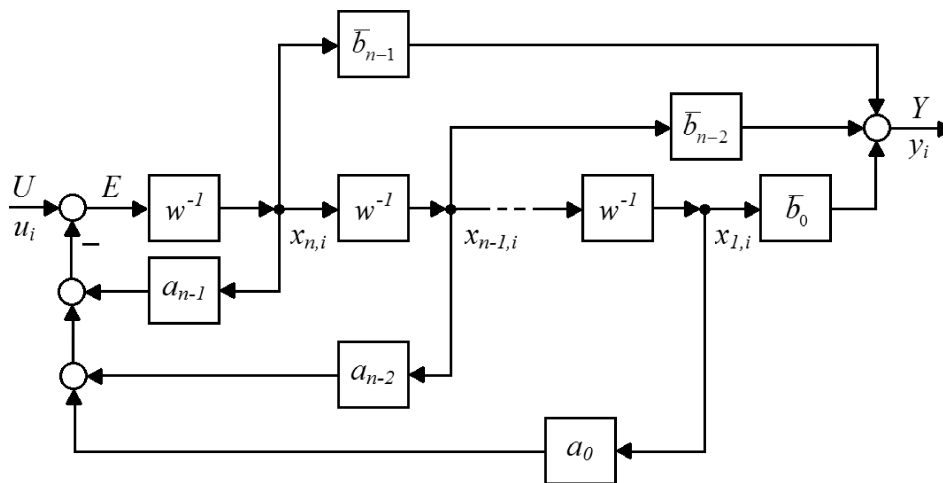 b̅ₙ₋₁
b̅ₙ₋₂
Y
yᵢ
U
E
w⁻¹
w⁻¹
w⁻¹
b̅₀
uᵢ
−
xₙ,ᵢ
xₙ₋₁,ᵢ
x₁,ᵢ
aₙ₋₁
aₙ₋₂
a₀